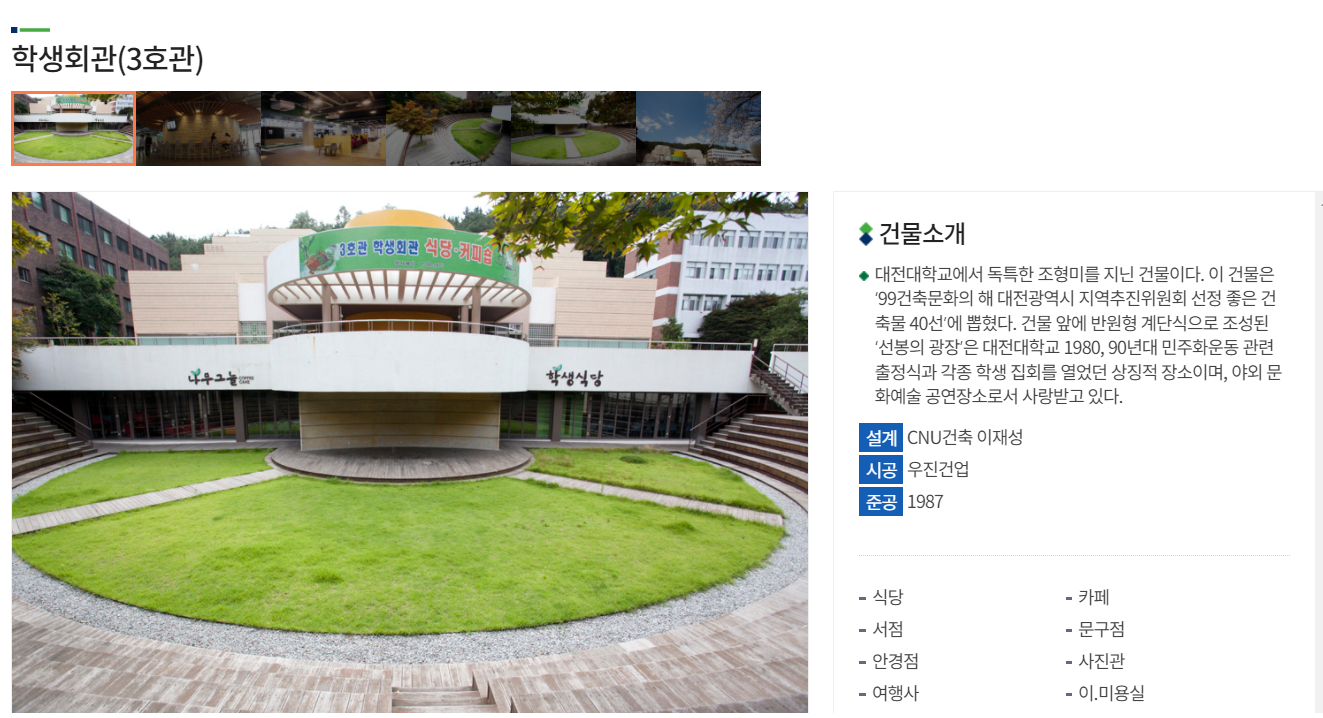 학생회관(3호관)
3호관 학생회관 식당·커피숍
나무그늘 COFFEE CAKE
학생식당
건물소개
대전대학교에서 독특한 조형미를 지닌 건물이다. 이 건물은
‘99건축문화의 해 대전광역시 지역추진위원회 선정 좋은 건
축물 40선’에 뽑혔다. 건물 앞에 반원형 계단식으로 조성된
‘선봉의 광장’은 대전대학교 1980, 90년대 민주화운동 관련
출정식과 각종 학생 집회를 열었던 상징적 장소이며, 야외 문
화예술 공연장소로서 사랑받고 있다.
설계 CNU건축 이재성
시공 우진건업
준공 1987
식당
카페
서점
문구점
안경점
사진관
여행사
이.미용실